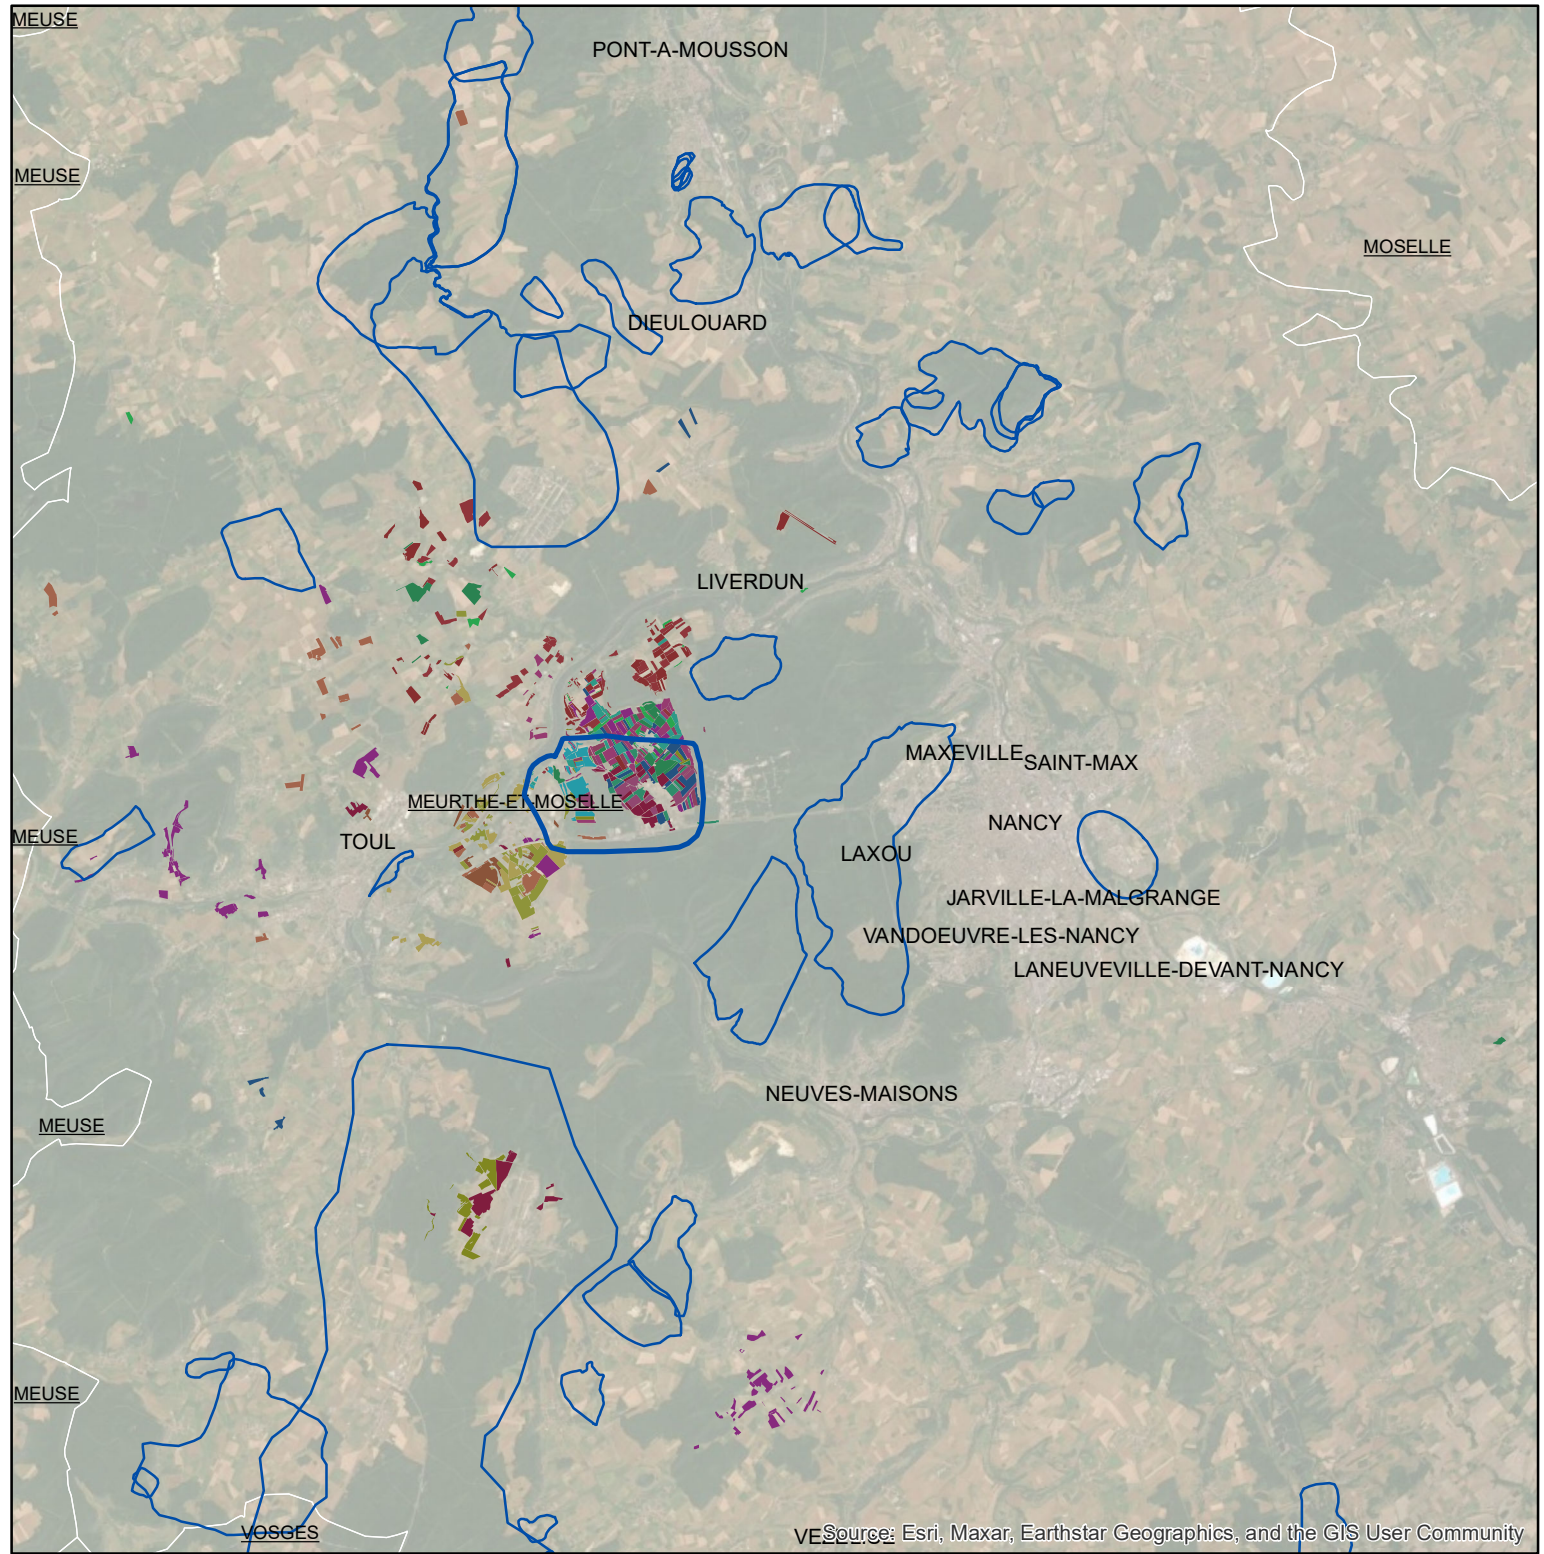 MEUSE
PONT-A-MOUSSON
MEUSE
MOSELLE
DIEULOUARD
LIVERDUN
MAXEVILLE
SAINT-MAX
MEURTHE-ET-MOSELLE
NANCY
MEUSE
TOUL
LAXOU
JARVILLE-LA-MALGRANGE
VANDOEUVRE-LES-NANCY
LANEUVEVILLE-DEVANT-NANCY
NEUVES-MAISONS
MEUSE
MEUSE
VOSGES
Source: Esri, Maxar, Earthstar Geographics, and the GIS User Community